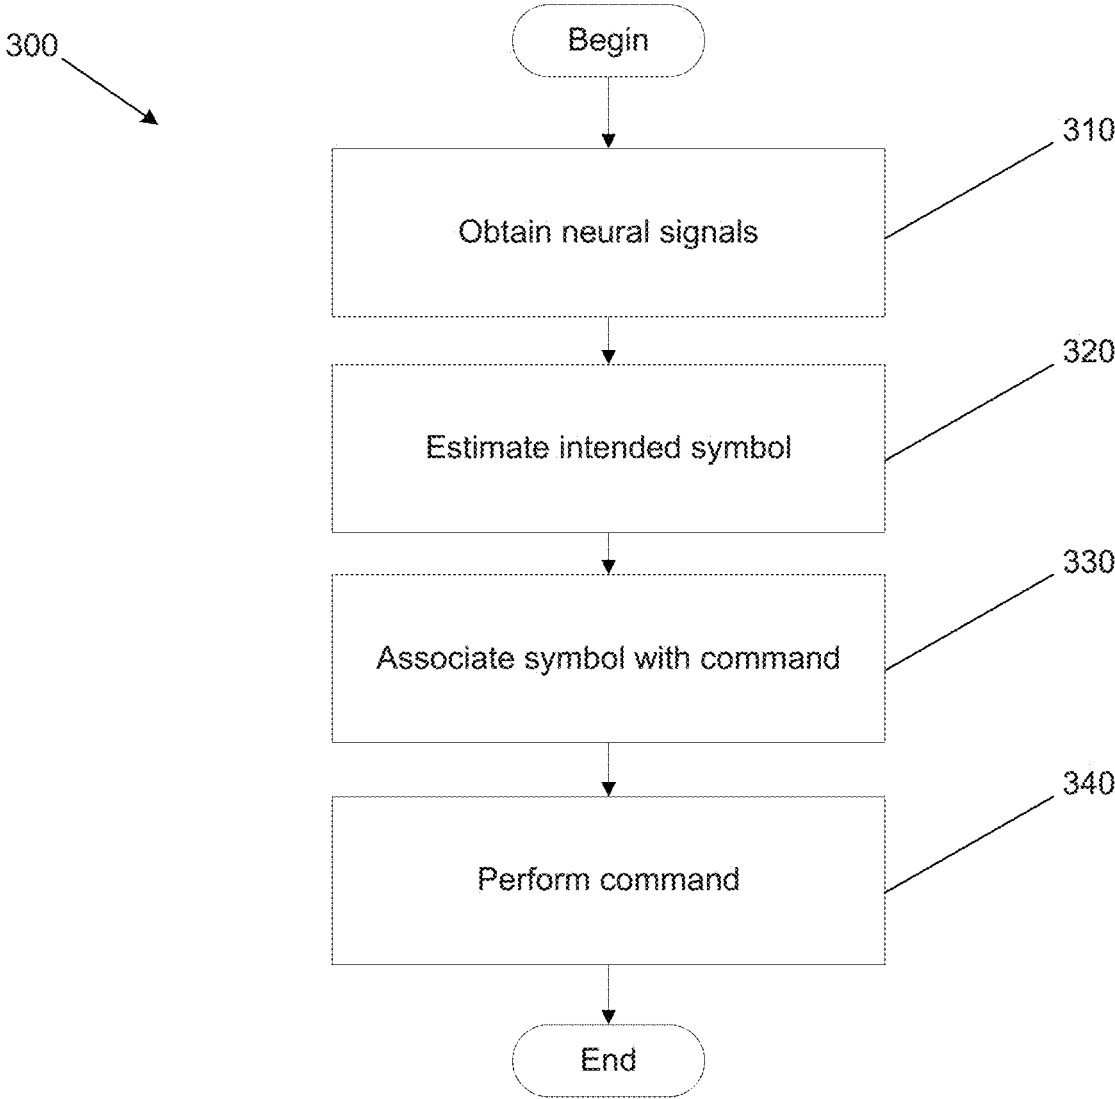 300
Begin
310
Obtain neural signals
320
Estimate intended symbol
330
Associate symbol with command
340
Perform command
End